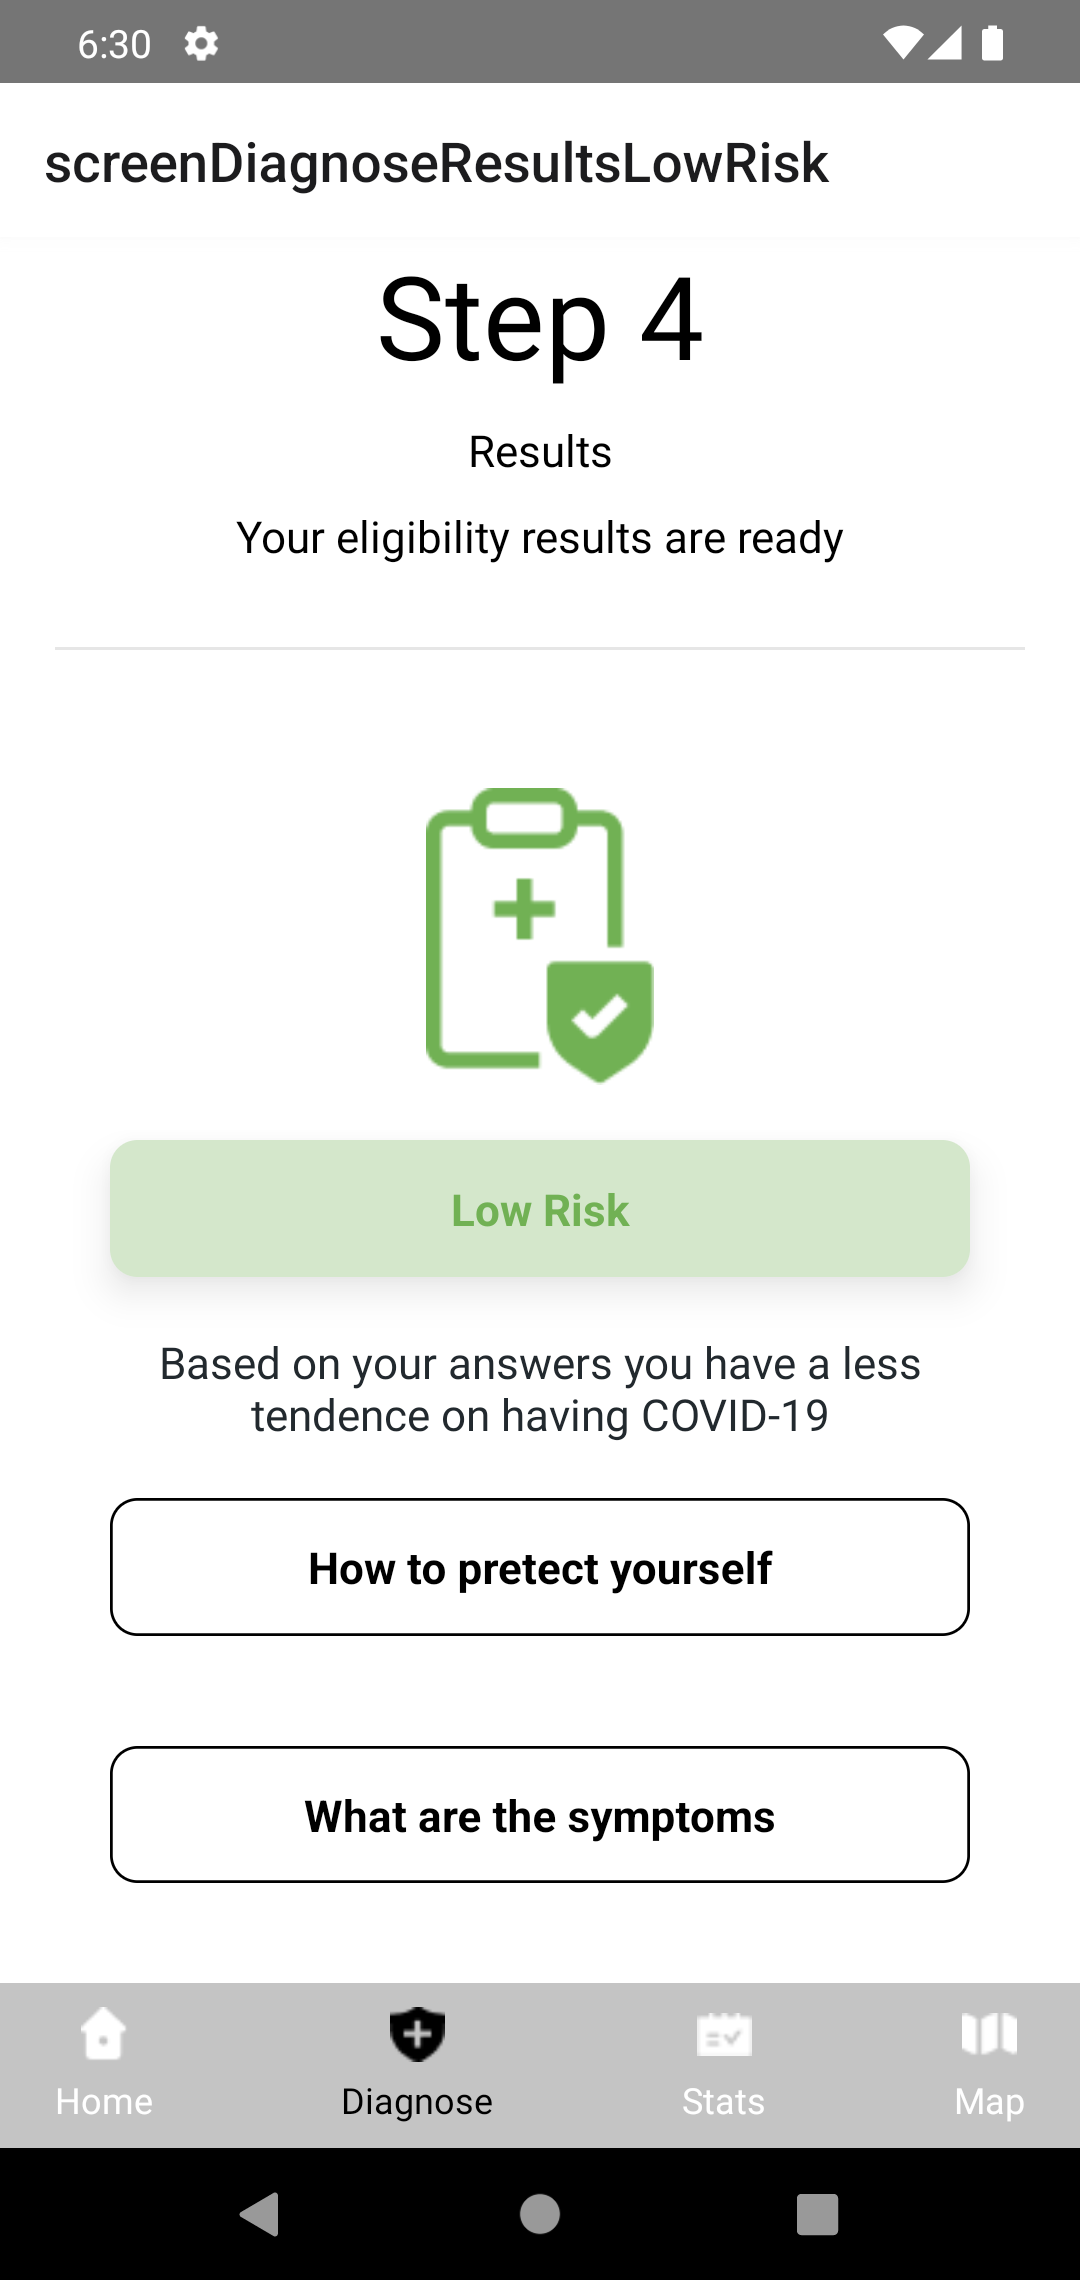 6:30
screenDiagnoseResultsLowRisk
Step 4
Results
Your eligibility results are ready
Low Risk
Based on your answers you have a less
tendence on having COVID-19
How to pretect yourself
What are the symptoms
Home Diagnose Stats Map